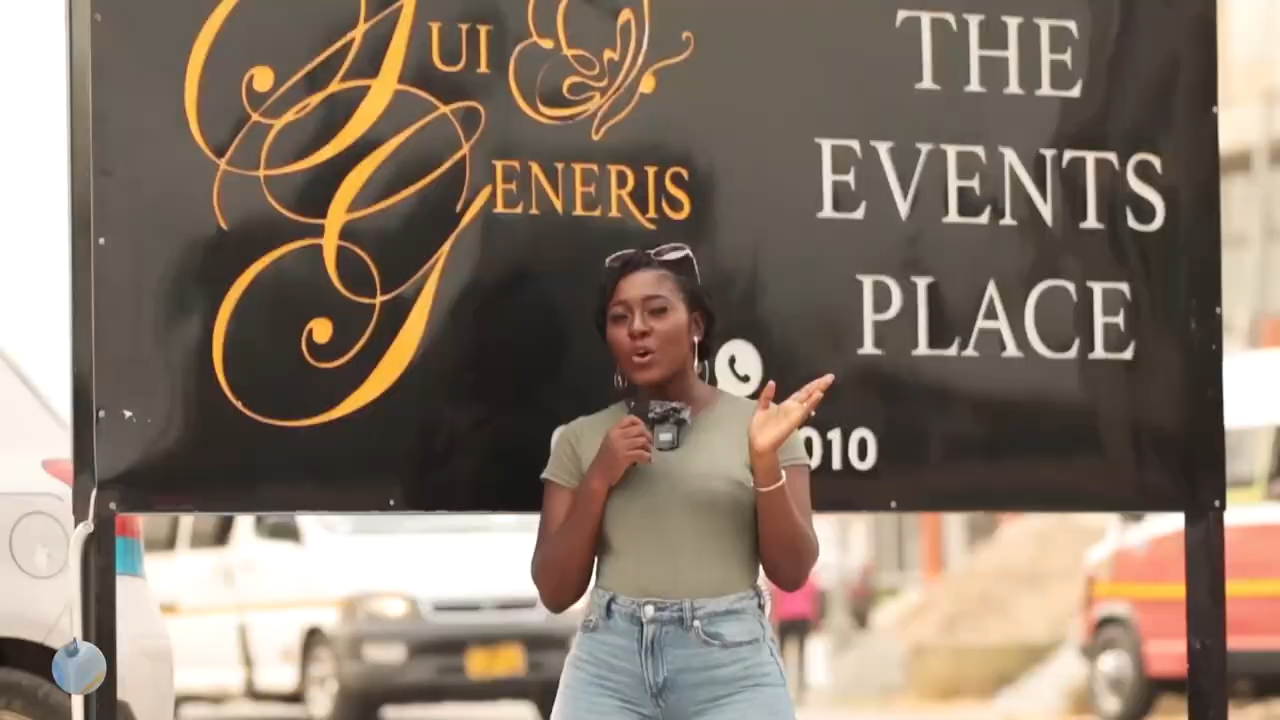 SUI
GENERIS
THE
EVENTS
PLACE
010